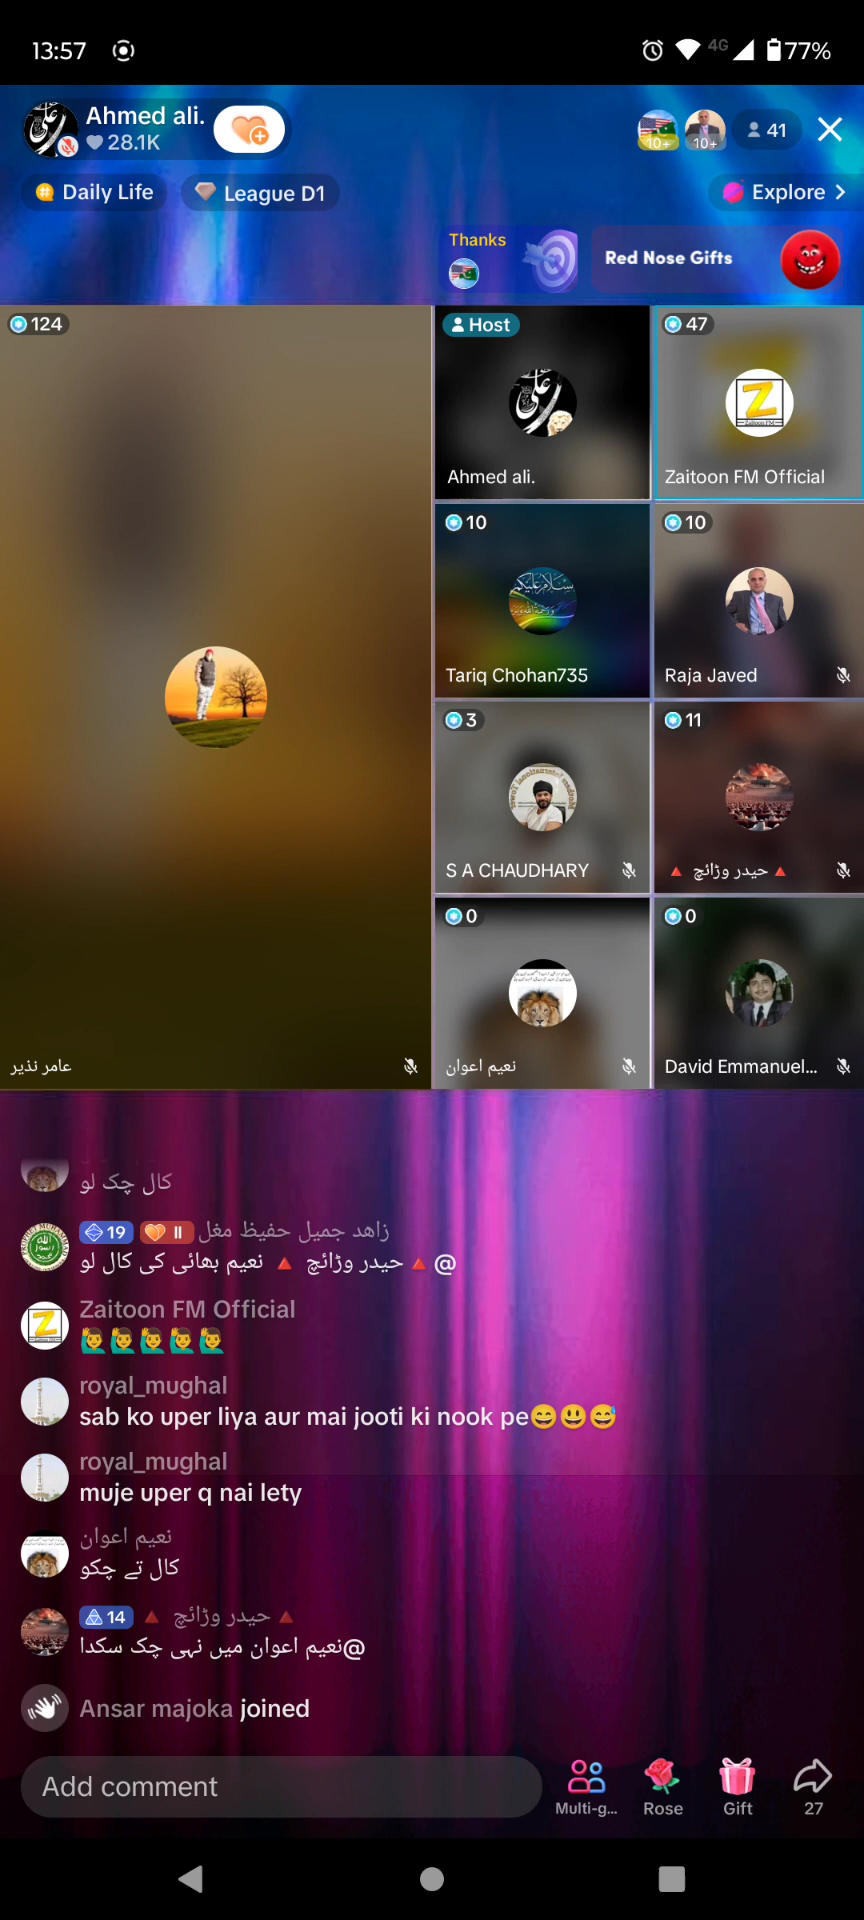 13:57
4G
77%
Ahmed ali.
28.1K
10+
10+
41
Daily Life
League D1
Explore
Thanks
Red Nose Gifts
124
Host
Ahmed ali.
47
Z
Zaitoon FM
Zaitoon FM Official
10
Tariq Chohan735
10
Raja Javed
3
S A CHAUDHARY
11
🔺 حیدر وڑائچ 🔺
عامر نذیر
0
نعیم اعوان
0
David Emmanuel...
کال چک لو
19 II زاھد جمیل حفیظ مغل
@🔺حیدر وڑائچ 🔺 نعیم بھائی کی کال لو
Zaitoon FM Official
🙋‍♂️🙋‍♂️🙋‍♂️🙋‍♂️🙋‍♂️
royal_mughal
sab ko uper liya aur mai jooti ki nook pe😄😃😅
royal_mughal
muje uper q nai lety
نعیم اعوان
کال تے چکو
14 🔺 حیدر وڑائچ 🔺
@نعیم اعوان میں نہی چک سکدا
Ansar majoka joined
Add comment
Multi-g...
Rose
Gift
27